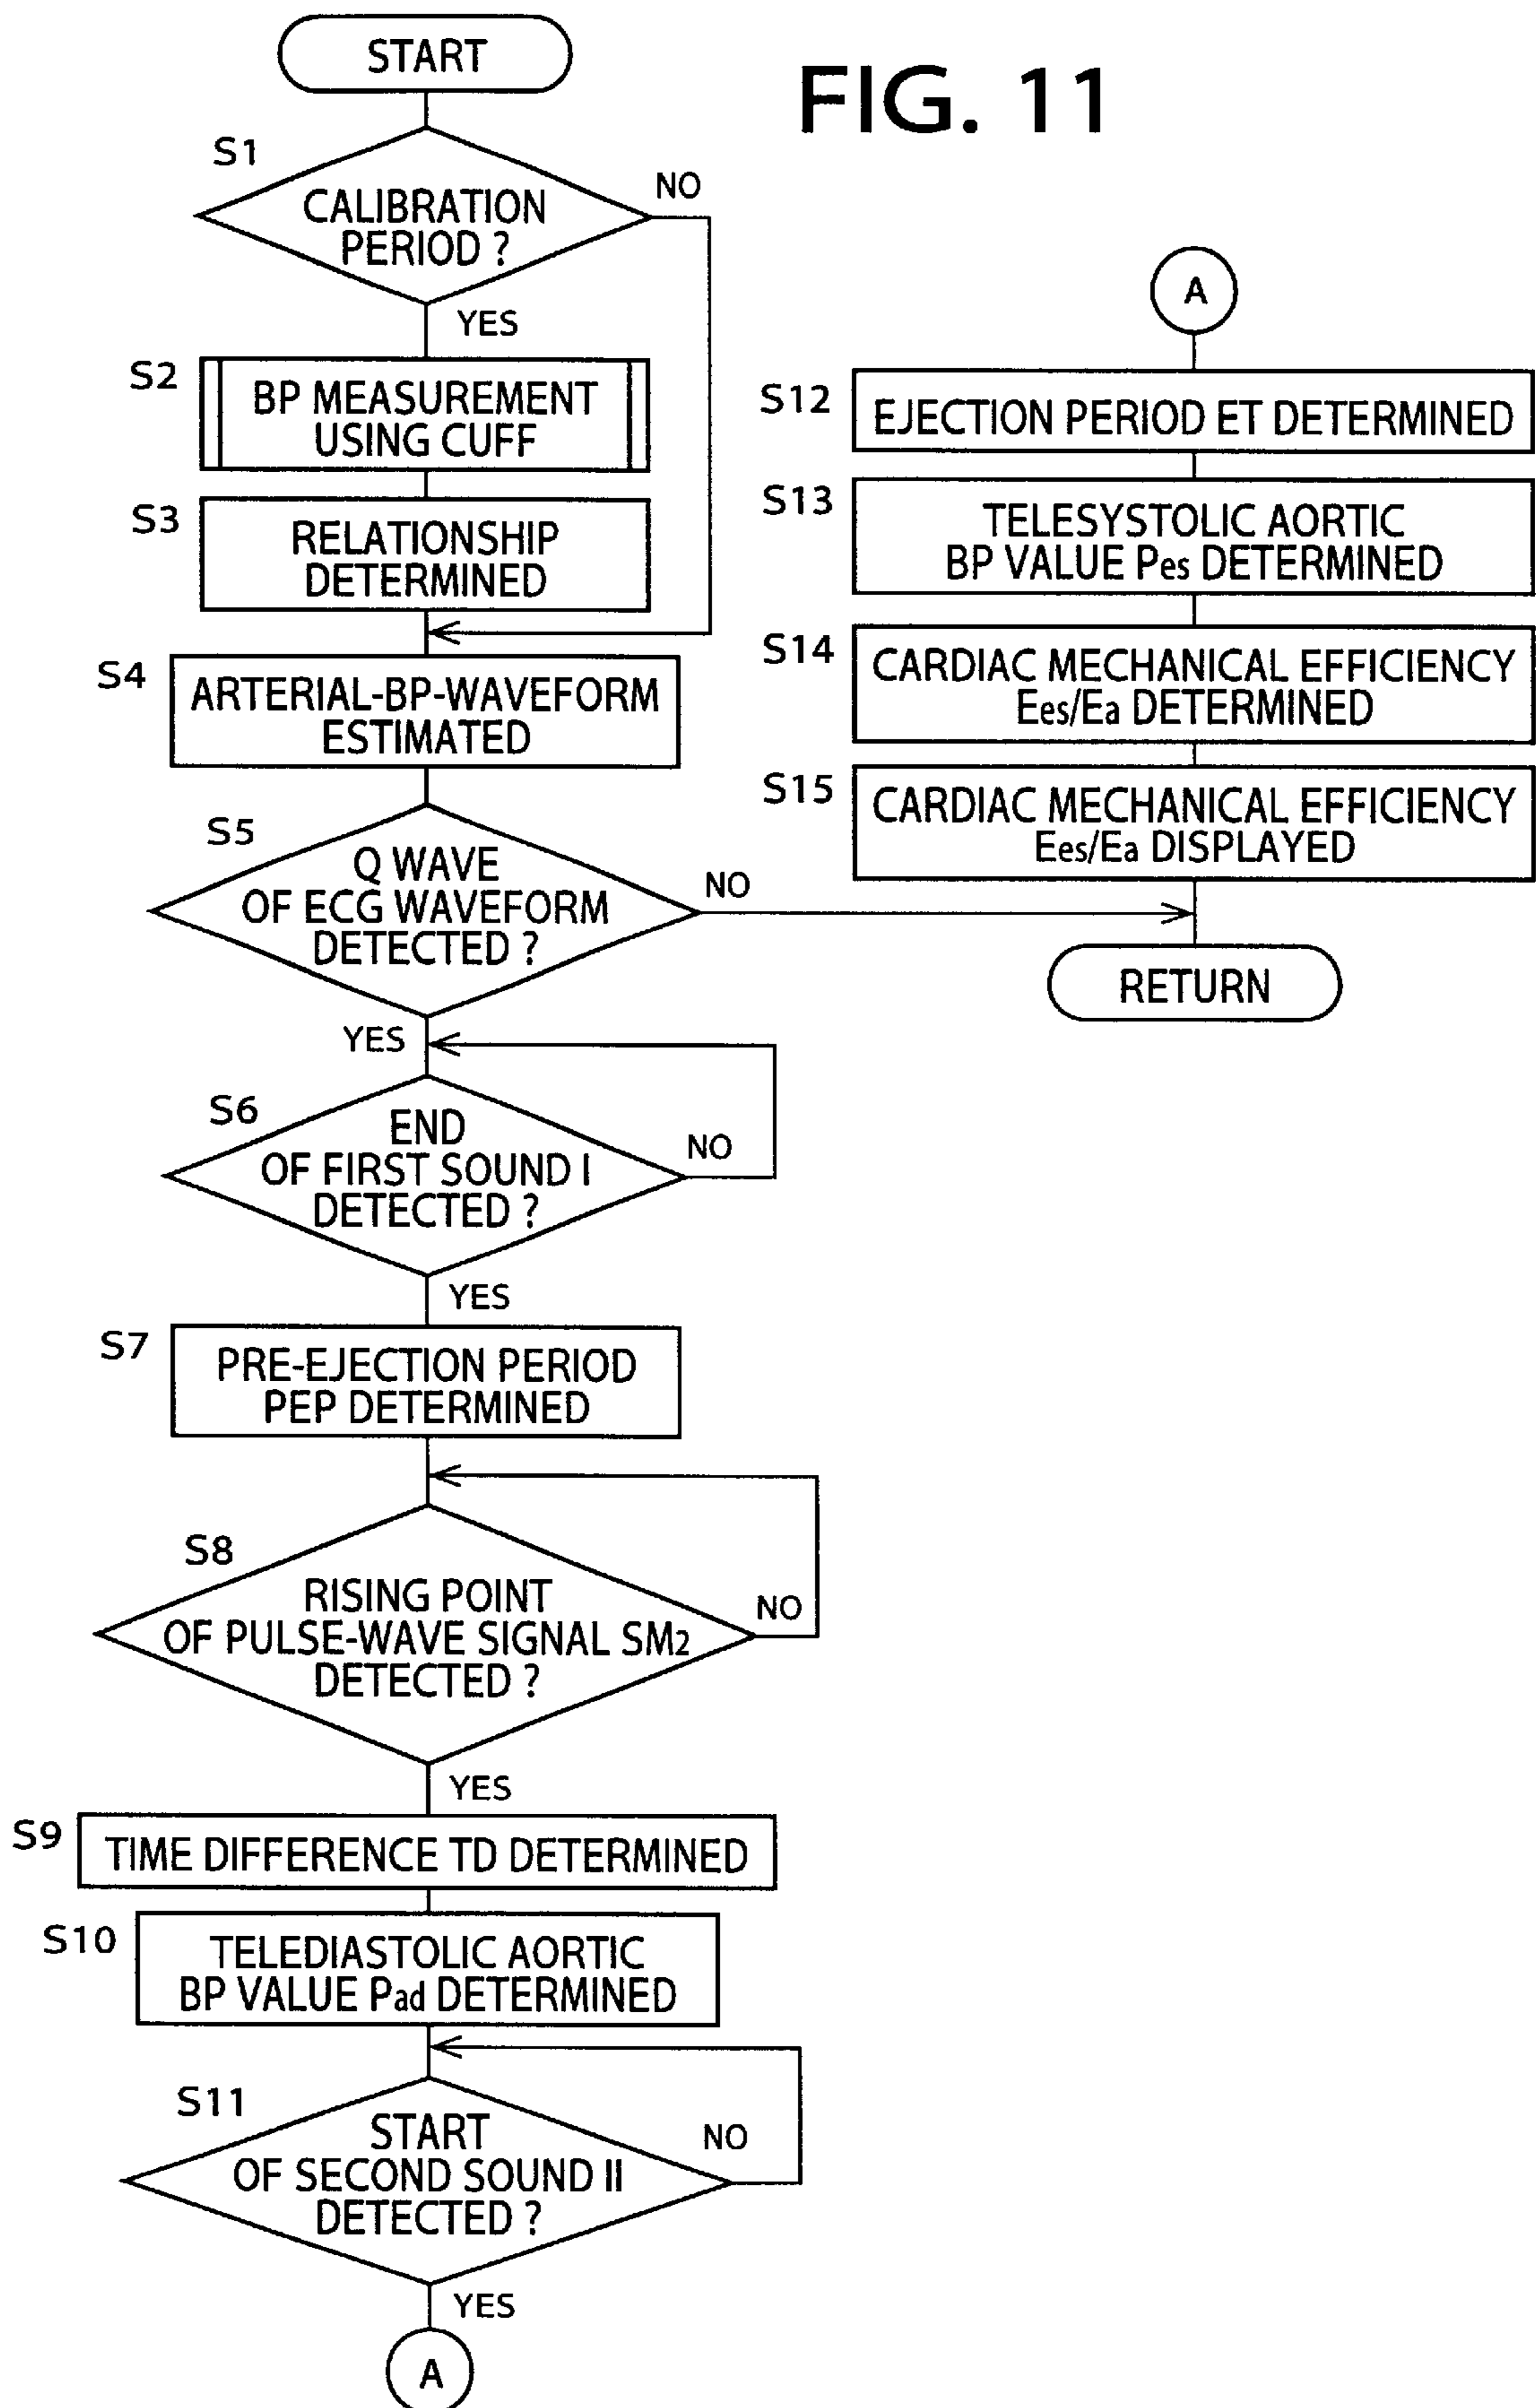 FIG. 11
START
S1
CALIBRATION
PERIOD ?
NO
YES
S2
BP MEASUREMENT
USING CUFF
S3
RELATIONSHIP
DETERMINED
S4
ARTERIAL-BP-WAVEFORM
ESTIMATED
S5
Q WAVE
OF ECG WAVEFORM
DETECTED ?
NO
YES
S6
END
OF FIRST SOUND I
DETECTED ?
NO
YES
S7
PRE-EJECTION PERIOD
PEP DETERMINED
S8
RISING POINT
OF PULSE-WAVE SIGNAL SM2
DETECTED ?
NO
YES
S9
TIME DIFFERENCE TD DETERMINED
S10
TELEDIASTOLIC AORTIC
BP VALUE Pad DETERMINED
S11
START
OF SECOND SOUND II
DETECTED ?
NO
YES
A
A
S12
EJECTION PERIOD ET DETERMINED
S13
TELESYSTOLIC AORTIC
BP VALUE Pes DETERMINED
S14
CARDIAC MECHANICAL EFFICIENCY
Ees/Ea DETERMINED
S15
CARDIAC MECHANICAL EFFICIENCY
Ees/Ea DISPLAYED
RETURN